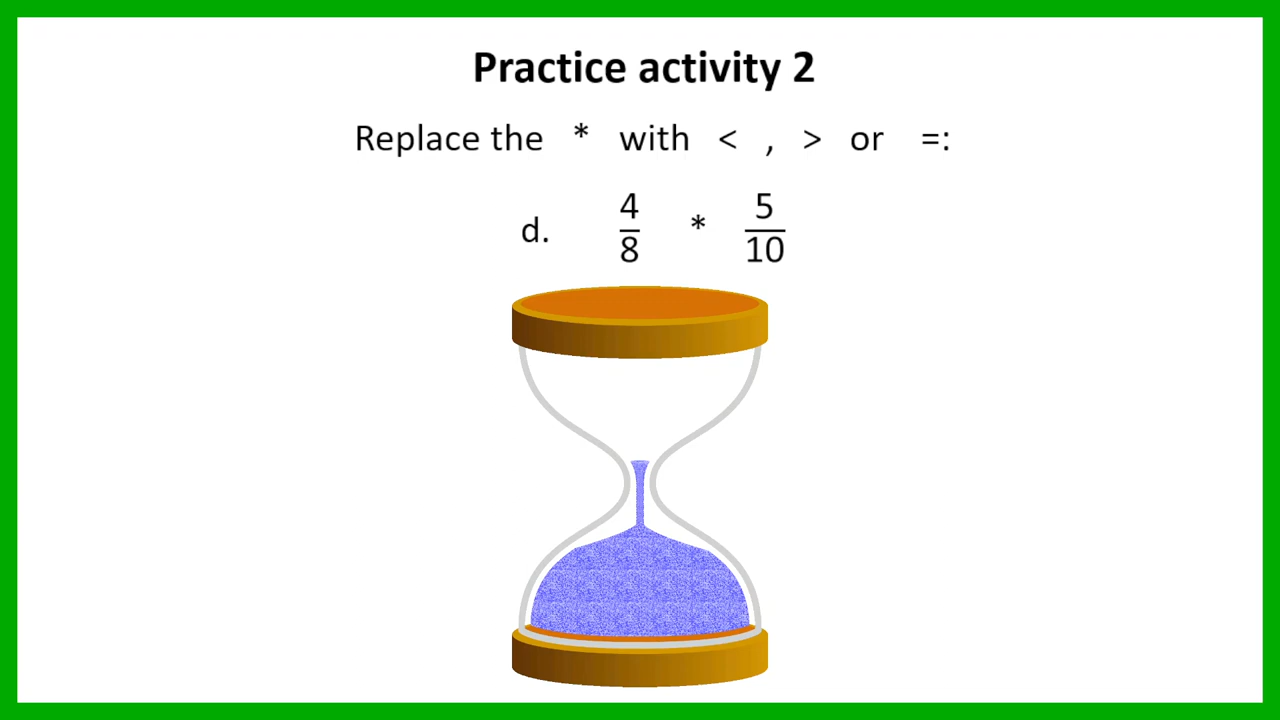 Practice activity 2
Replace the * with < , > or =:
d. 4/8 * 5/10